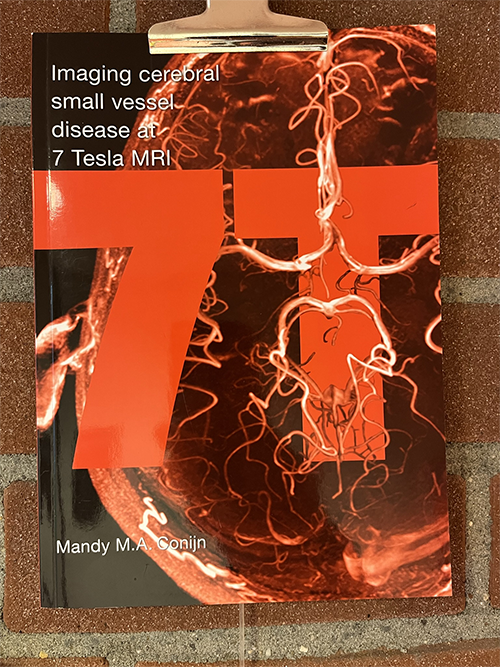 Imaging cerebral
small vessel
disease at
7 Tesla MRI
7T
Mandy M.A. Conijn